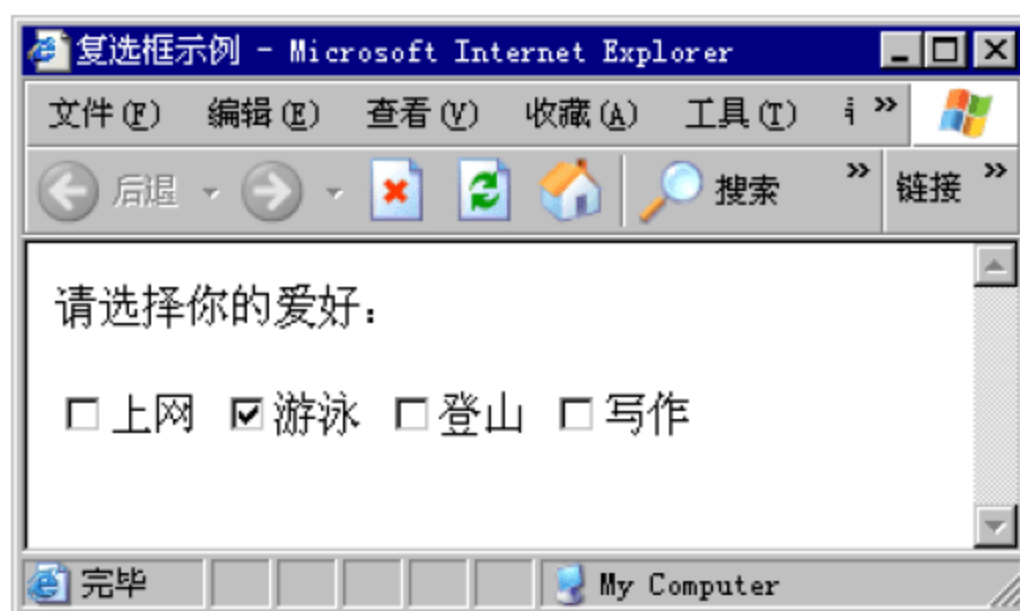 复选框示例 - Microsoft Internet Explorer
文件(F) 编辑(E) 查看(V) 收藏(A) 工具(T) »
后退 搜索 » 链接 »
请选择你的爱好：
上网 游泳 登山 写作
完毕 My Computer